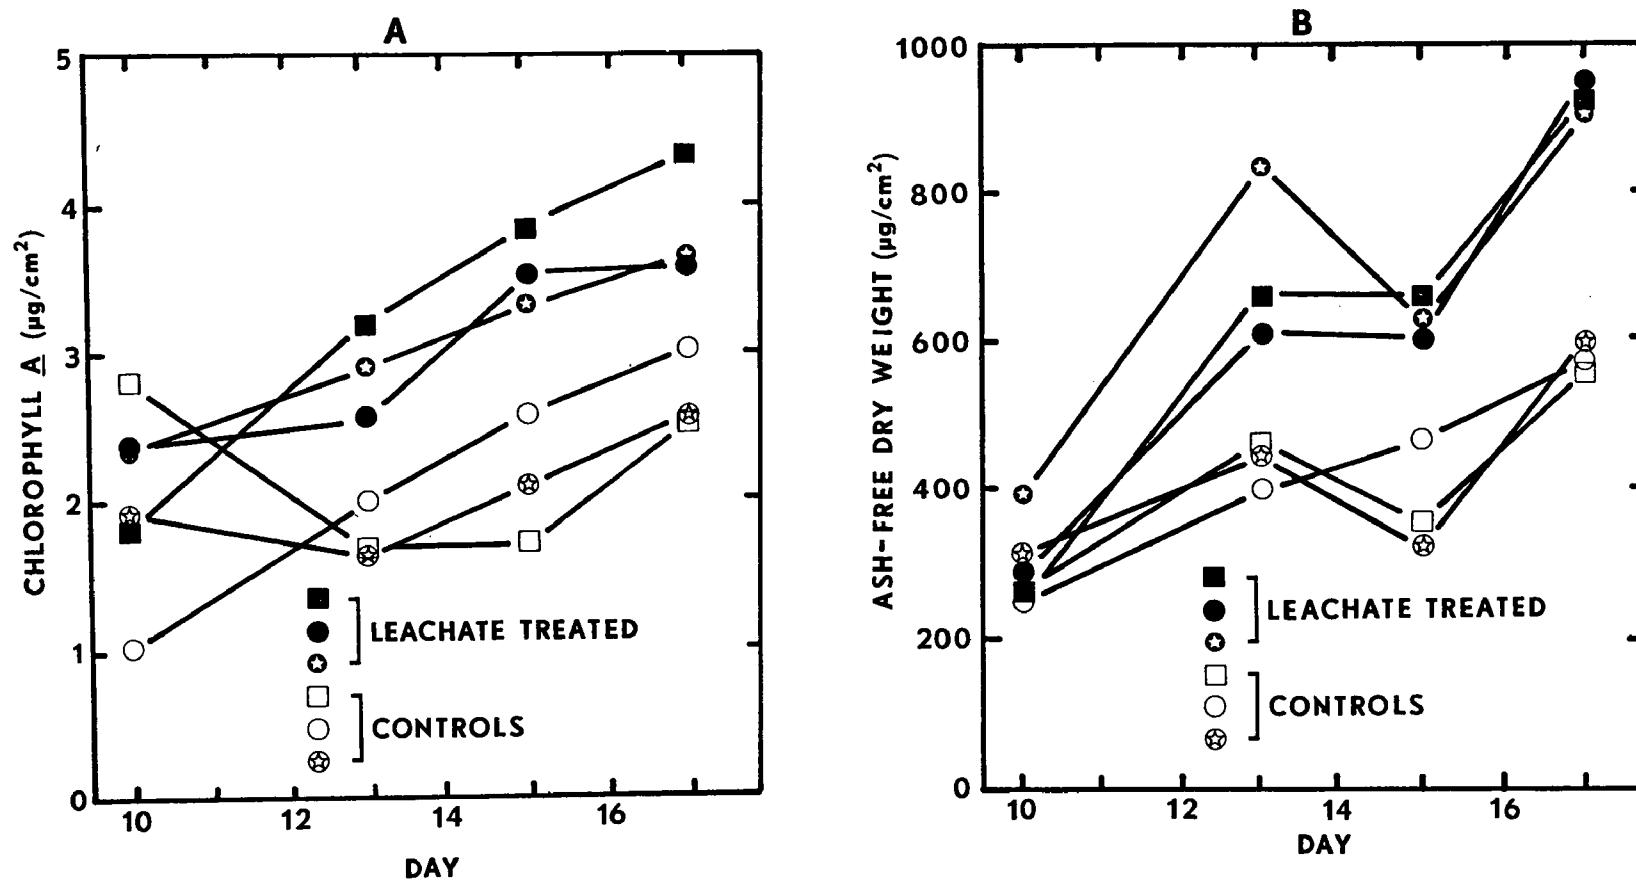 A
5
4
3
2
1
0
CHLOROPHYLL A (µg/cm²)
LEACHATE TREATED
CONTROLS
10 12 14 16
DAY
B
1000
800
600
400
200
0
ASH-FREE DRY WEIGHT (µg/cm²)
LEACHATE TREATED
CONTROLS
10 12 14 16
DAY